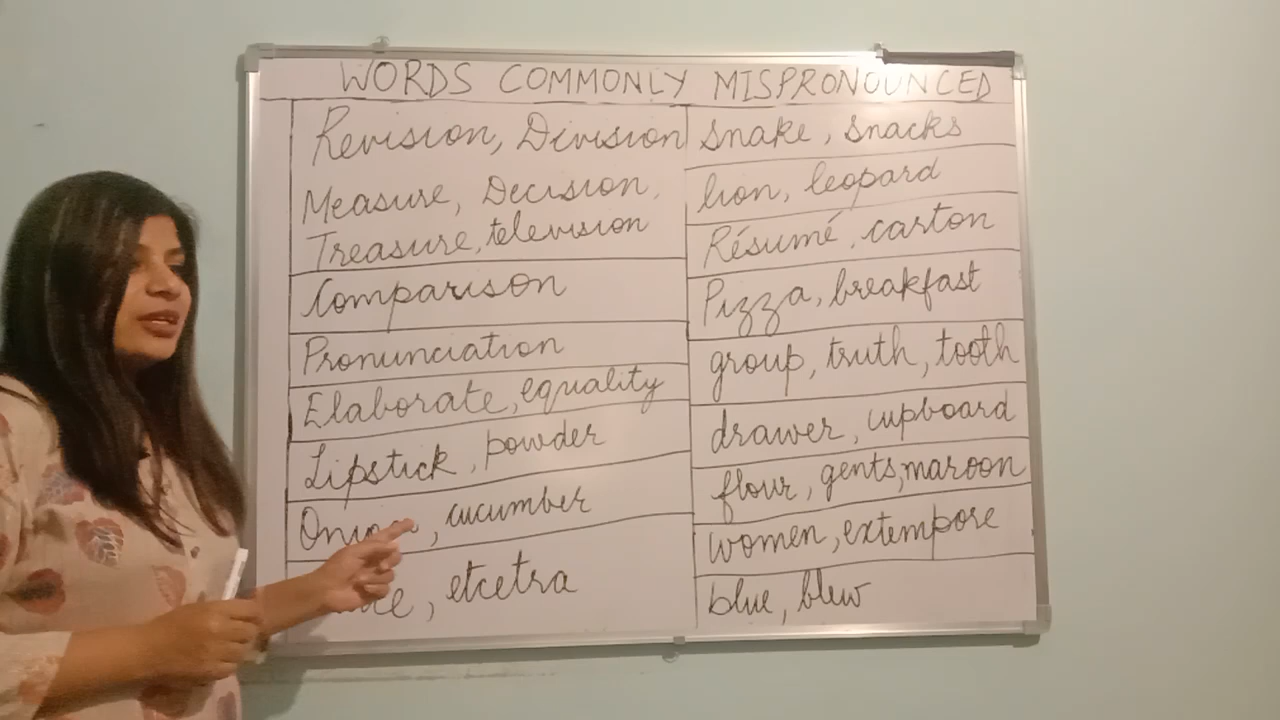 WORDS COMMONLY MISPRONOUNCED
Revision, Division
Measure, Decision,
Treasure, television
Comparison
Pronunciation
Elaborate, equality
Lipstick, powder
Onion, cucumber
, etcetra
snake, snacks
lion, leopard
Résumé, carton
Pizza, breakfast
group, truth, tooth
drawer, cupboard
flour, gents, maroon
women, extempore
blue, blew